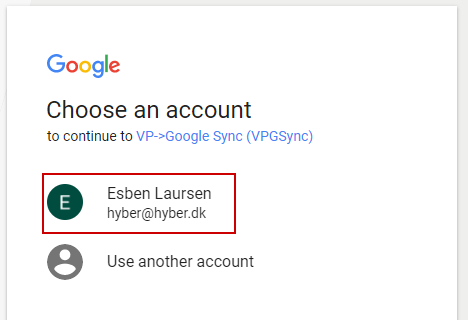 Google
Choose an account
to continue to VP->Google Sync (VPGSync)
E
Esben Laursen
hyber@hyber.dk
Use another account